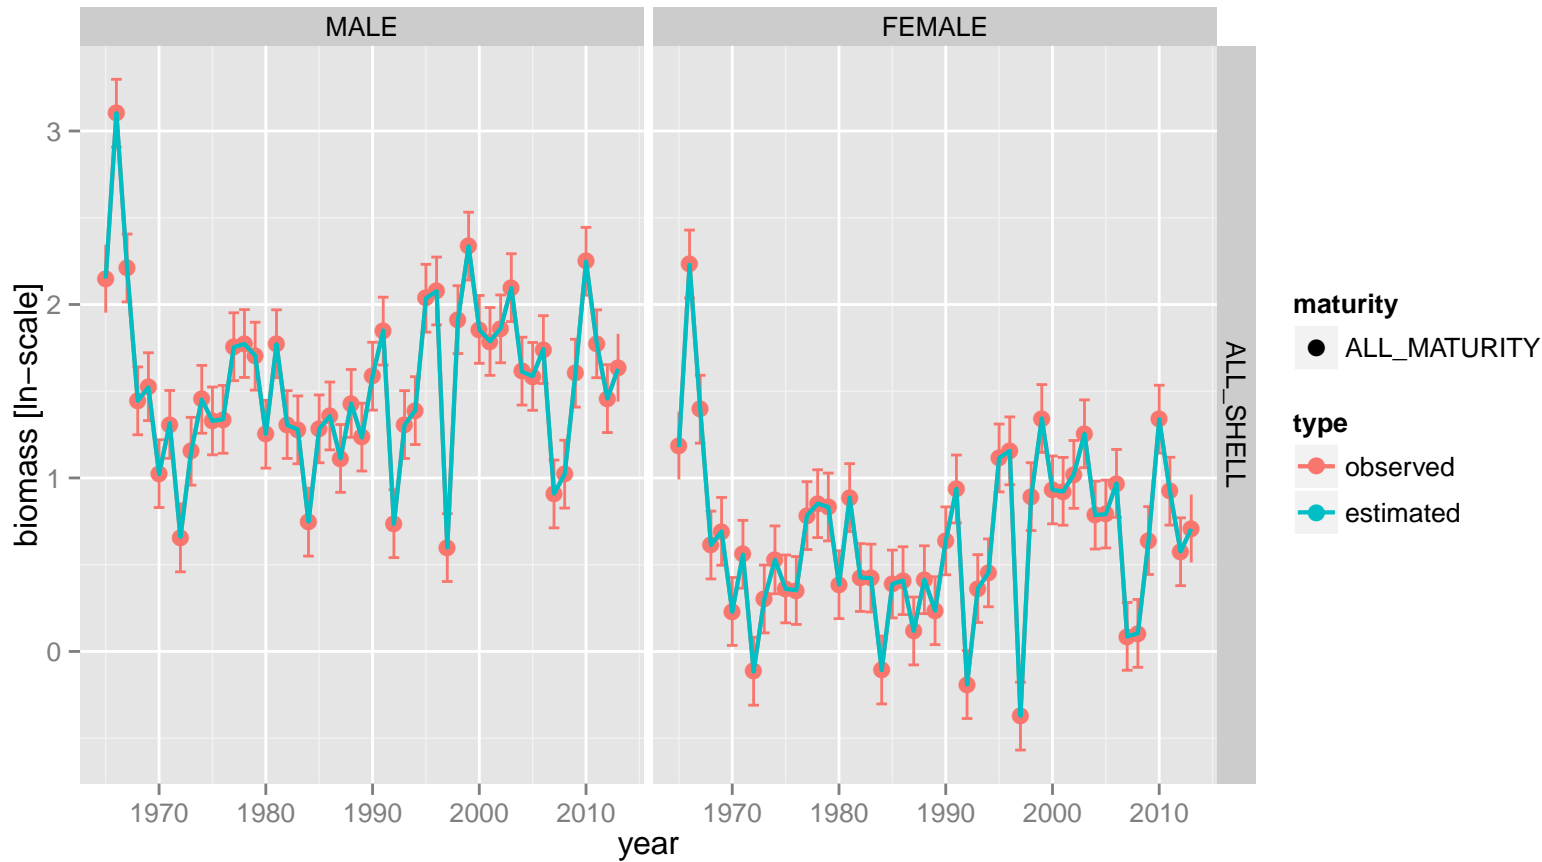 MALE
FEMALE
3
2
1
0
biomass [ln−scale]
ALL_SHELL
1970 1980 1990 2000 2010
1970 1980 1990 2000 2010
year
maturity
ALL_MATURITY
type
observed
estimated